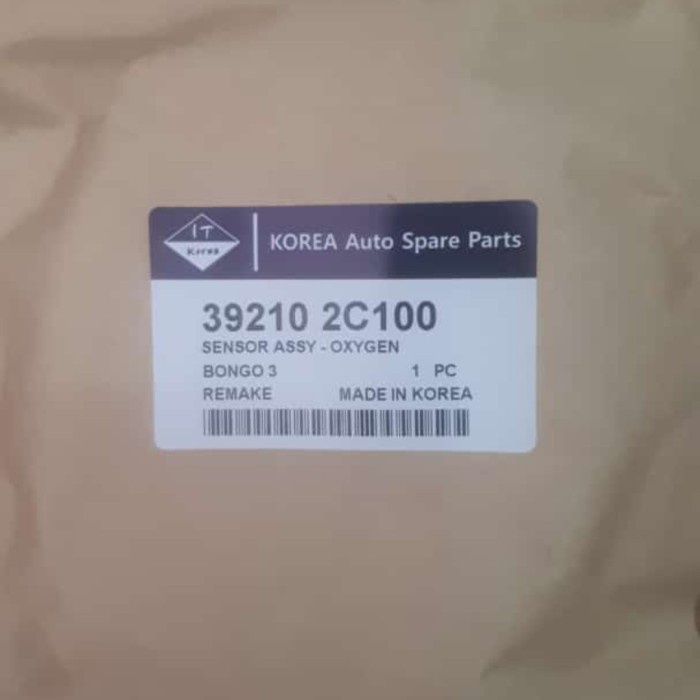 IT
Korea
KOREA Auto Spare Parts
39210 2C100
SENSOR ASSY - OXYGEN
BONGO 3 1 PC
REMAKE MADE IN KOREA